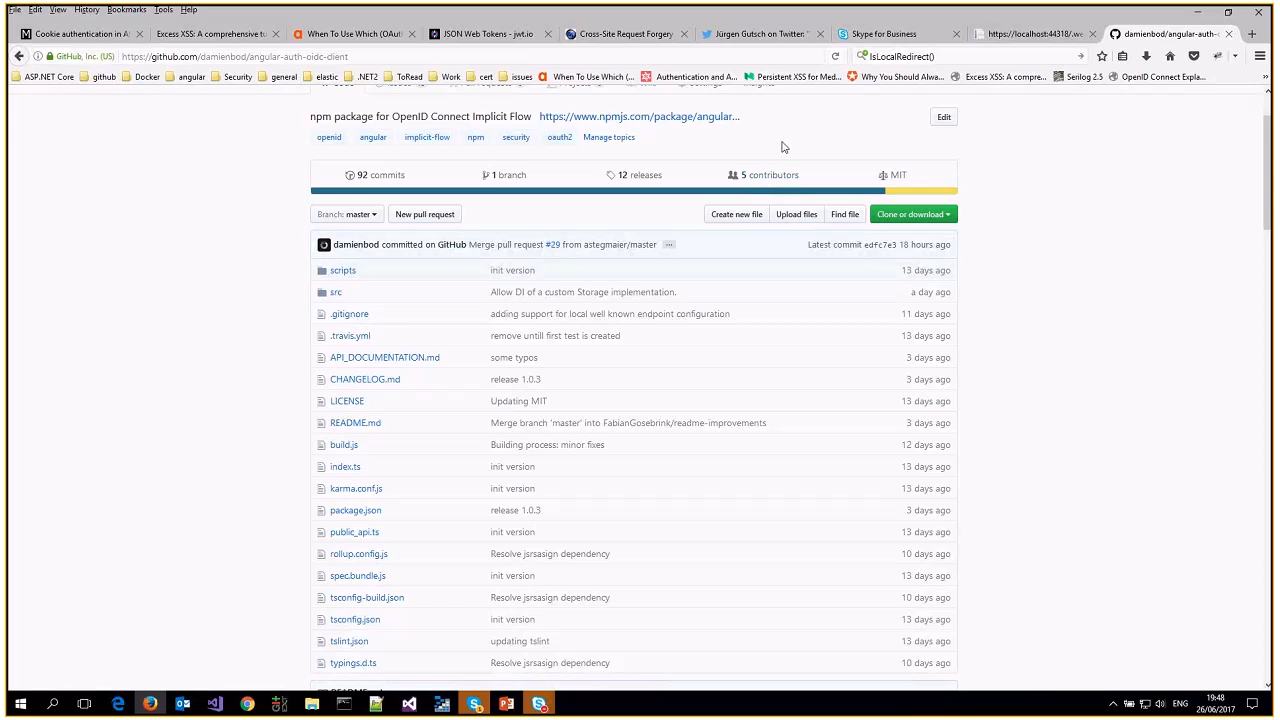 File Edit View History Bookmarks Tools Help
Cookie authentication in A Excess XSS: A comprehensive tu When To Use Which (OAuth JSON Web Tokens - jwt.io Cross-Site Request Forgery Jürgen Gutsch on Twitter " Skype for Business https://localhost:44318/.we damienbod/angular-auth-o
GitHub, Inc. (US) https://github.com/damienbod/angular-auth-oidc-client IsLocalRedirect()
ASP.NET Core github Docker angular Security general elastic .NET2 ToRead Work cert issues When To Use Which (... Authentication and A... Persistent XSS for Med... Why You Should Alwa... Excess XSS: A compre... Serilog 2.5 OpenID Connect Expla...
npm package for OpenID Connect Implicit Flow https://www.npmjs.com/package/angular... Edit
openid angular implicit-flow npm security oauth2 Manage topics
92 commits 1 branch 12 releases 5 contributors MIT
Branch: master New pull request Create new file Upload files Find file Clone or download
damienbod committed on GitHub Merge pull request #29 from astegmaier/master ... Latest commit edfc7e3 18 hours ago
scripts init version 13 days ago
src Allow DI of a custom Storage implementation. a day ago
.gitignore adding support for local well known endpoint configuration 11 days ago
.travis.yml remove untill first test is created 13 days ago
API_DOCUMENTATION.md some typos 3 days ago
CHANGELOG.md release 1.0.3 3 days ago
LICENSE Updating MIT 13 days ago
README.md Merge branch 'master' into FabianGosebrink/readme-improvements 3 days ago
build.js Building process: minor fixes 12 days ago
index.ts init version 13 days ago
karma.conf.js init version 13 days ago
package.json release 1.0.3 3 days ago
public_api.ts init version 13 days ago
rollup.config.js Resolve jsrsasign dependency 10 days ago
spec.bundle.js init version 13 days ago
tsconfig-build.json Resolve jsrsasign dependency 10 days ago
tsconfig.json init version 13 days ago
tslint.json updating tslint 13 days ago
typings.d.ts Resolve jsrsasign dependency 10 days ago
ENG 19:48
26/06/2017